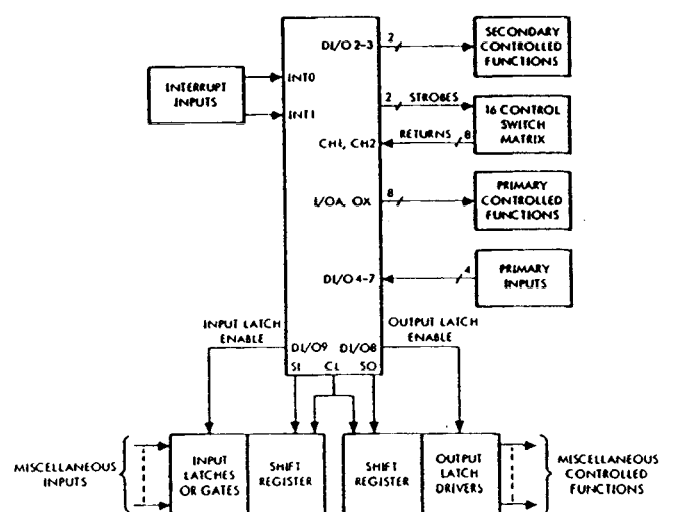 DI/O 2-3
2
SECONDARY
CONTROLLED
FUNCTIONS
INTERRUPT
INPUTS
INT0
INT1
2
STROBES
RETURNS
8
CH1, CH2
16 CONTROL
SWITCH
MATRIX
I/OA, OX
8
PRIMARY
CONTROLLED
FUNCTIONS
DI/O 4-7
4
PRIMARY
INPUTS
INPUT LATCH
ENABLE
OUTPUT LATCH
ENABLE
DI/O9
DI/O8
SI
CL
SO
MISCELLANEOUS
INPUTS
INPUT
LATCHES
OR GATES
SHIFT
REGISTER
SHIFT
REGISTER
OUTPUT
LATCH
DRIVERS
MISCELLANEOUS
CONTROLLED
FUNCTIONS